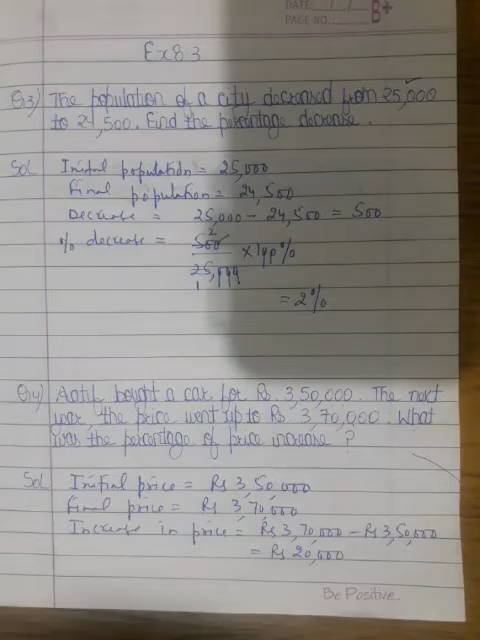 DATE / /
PAGE NO.
B+
Ex 8.3
Q3) The population of a city decreased from 25,000
to 24,500. Find the percentage decrease.
Sol Initial population = 25,000
Final population = 24,500
Decrease = 25,000 - 24,500 = 500
% decrease = 500 2 / 25,000 1 × 100%
= 2%
Q4) Arif bought a car for Rs. 3,50,000. The next
year, the price went up to Rs 3,70,000. What
was the percentage of price increase?
Sol Initial price = Rs 3,50,000
Final price = Rs 3,70,000
Increase in price = Rs 3,70,000 - Rs 3,50,000
= Rs 20,000
Be Positive